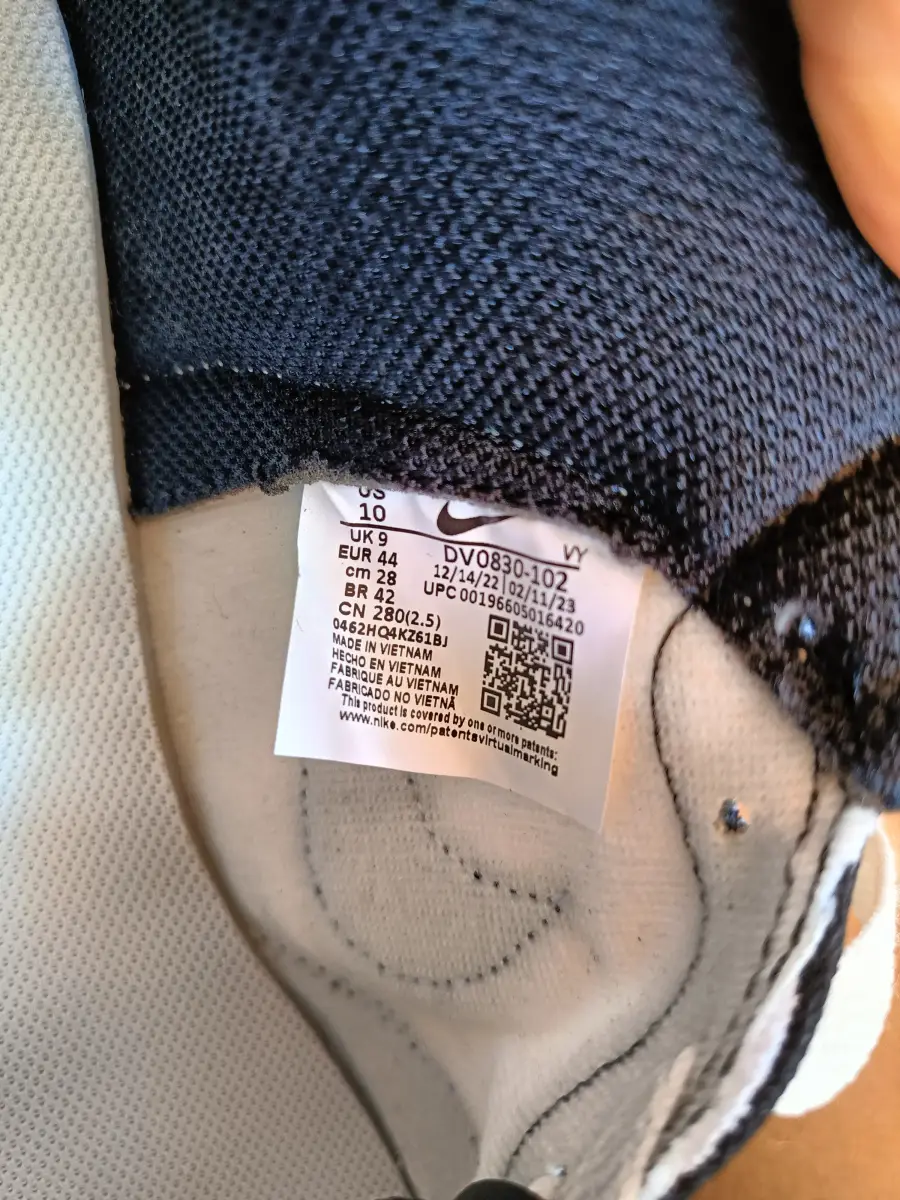 US
10
UK 9
EUR 44
cm 28
BR 42
CN 280(2.5)
0462HQ4KZ61BJ
MADE IN VIETNAM
HECHO EN VIETNAM
FABRIQUE AU VIETNAM
FABRICADO NO VIETNÃ
This product is covered by one or more patents:
www.nike.com/patentsvirtualmarking
VY
DV0830-102
12/14/22 | 02/11/23
UPC 00196605016420